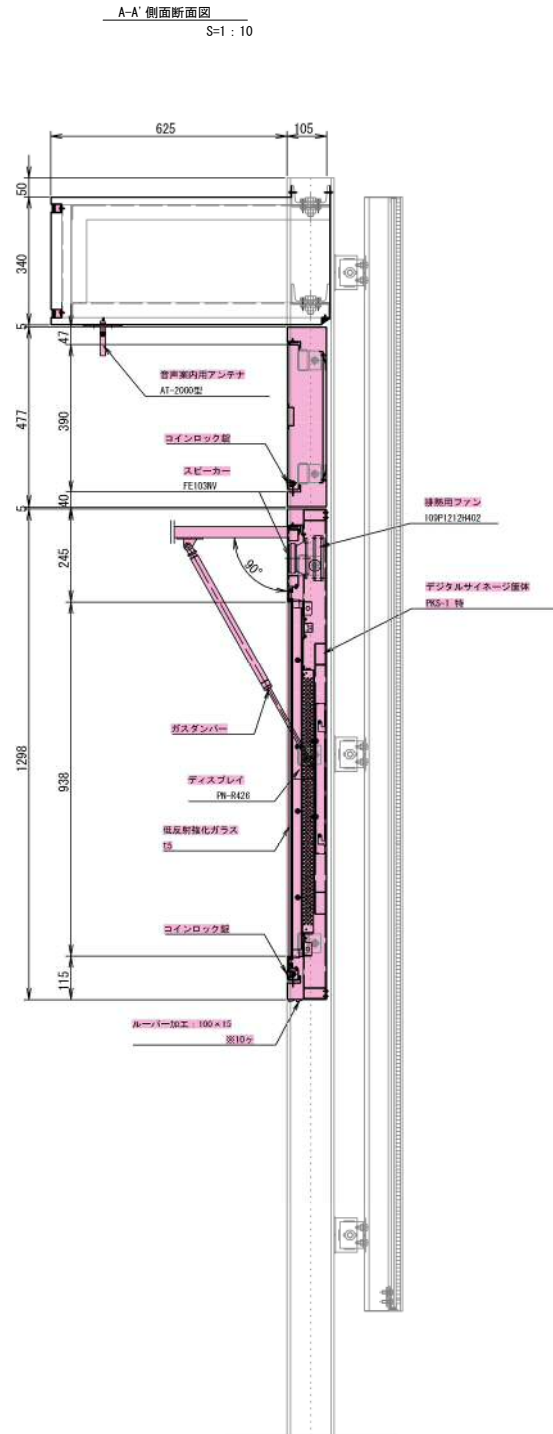 A-A' 側面断面図
S=1 : 10
625
105
50
340
5
47
音声案内用アンテナ
AT-2000型
477
390
コインロック錠
スピーカー
FE103NV
40
5
排熱用ファン
109P1212H402
245
90°
デジタルサイネージ筐体
PKS-1 特
ガスダンパー
1298
938
ディスプレイ
PN-R426
低反射強化ガラス
t5
コインロック錠
115
ルーバー加工 : 100×15
※10ヶ